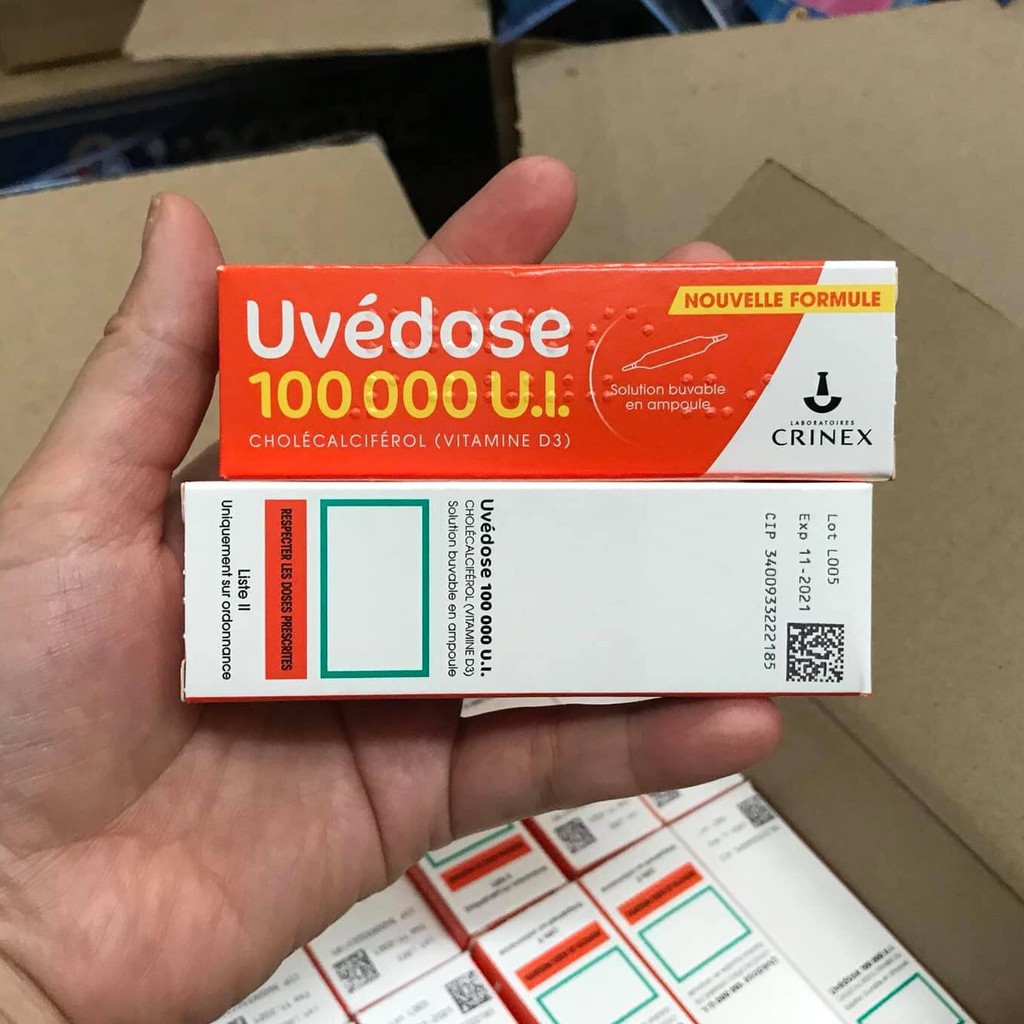 Uvédose
100 000 U.I.
CHOLÉCALCIFÉROL (VITAMINE D3)
Solution buvable
en ampoule
NOUVELLE FORMULE
LABORATOIRES
CRINEX
Uvédose 100 000 U.I.
CHOLÉCALCIFÉROL (VITAMINE D3)
Solution buvable en ampoule
RESPECTER LES DOSES PRESCRITES
Liste II
Uniquement sur ordonnance
Lot L005
Exp 11-2021
CIP 3400933222185